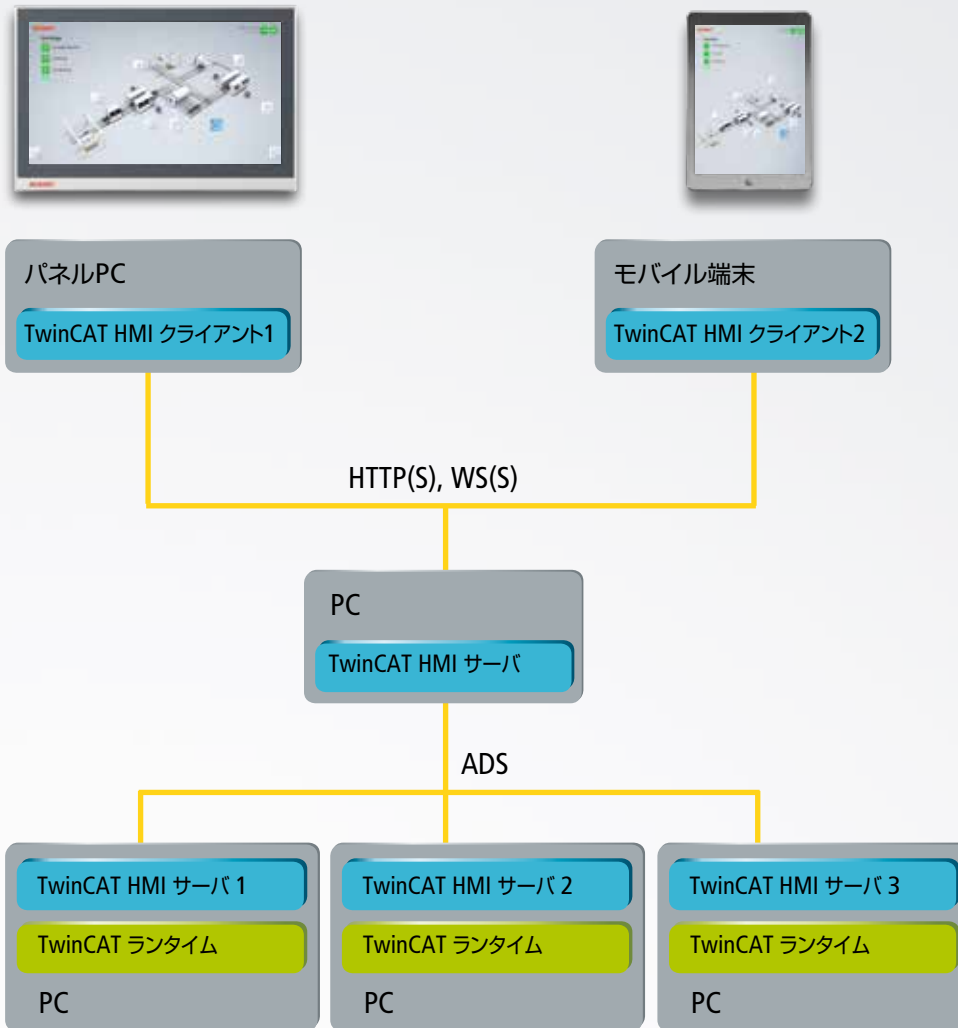 パネルPC
TwinCAT HMI クライアント1
モバイル端末
TwinCAT HMI クライアント2
HTTP(S), WS(S)
PC
TwinCAT HMI サーバ
ADS
TwinCAT HMI サーバ 1
TwinCAT ランタイム
PC
TwinCAT HMI サーバ 2
TwinCAT ランタイム
PC
TwinCAT HMI サーバ 3
TwinCAT ランタイム
PC